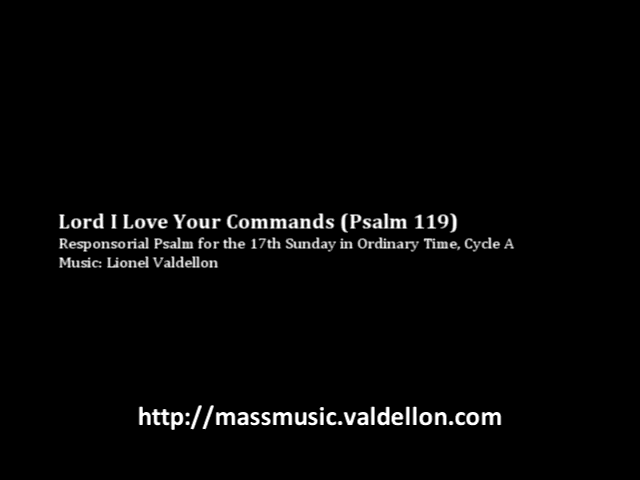 Lord I Love Your Commands (Psalm 119)
Responsorial Psalm for the 17th Sunday in Ordinary Time, Cycle A
Music: Lionel Valdellon
http://massmusic.valdellon.com